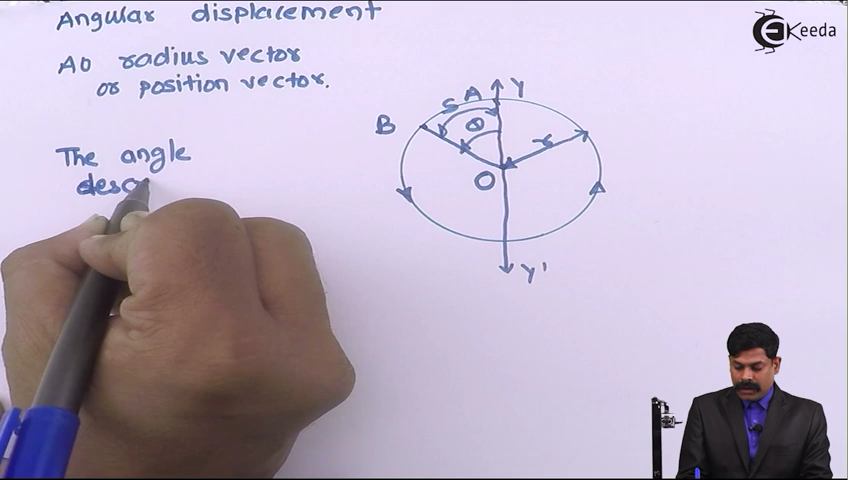 Angular displacement
AO radius vector
or position vector.
The angle
desc
Y
A
S
B
θ
r
O
Y'
EKeeda